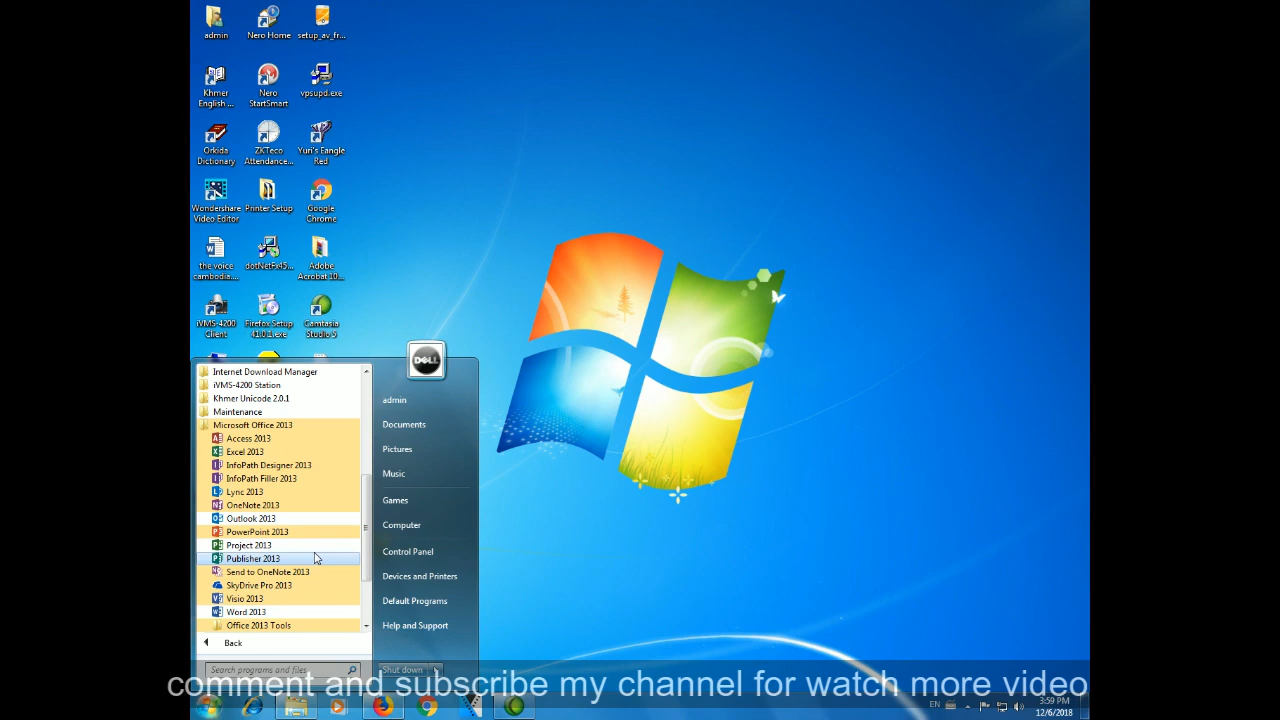 admin
Nero Home
setup_av_fr...
Khmer
English ...
Nero
StartSmart
vpsupd.exe
Orkida
Dictionary
ZKTeco
Attendance...
Yuri's Eangle
Red
Wondershare
Video Editor
Printer Setup
Google
Chrome
the voice
cambodia....
dotNetFx45...
Adobe
Acrobat 10...
iVMS-4200
Client
Firefox Setup
Camtasia
Studio
DELL
Internet Download Manager
iVMS-4200 Station
Khmer Unicode 2.0.1
Maintenance
Microsoft Office 2013
Access 2013
Excel 2013
InfoPath Designer 2013
InfoPath Filler 2013
Lync 2013
OneNote 2013
Outlook 2013
PowerPoint 2013
Project 2013
Publisher 2013
Send to OneNote 2013
SkyDrive Pro 2013
Visio 2013
Word 2013
Office 2013 Tools
Back
Search programs and files
admin
Documents
Pictures
Music
Games
Computer
Control Panel
Devices and Printers
Default Programs
Help and Support
Shut down
comment and subscribe my channel for watch more video
EN
3:59 PM
12/6/2018